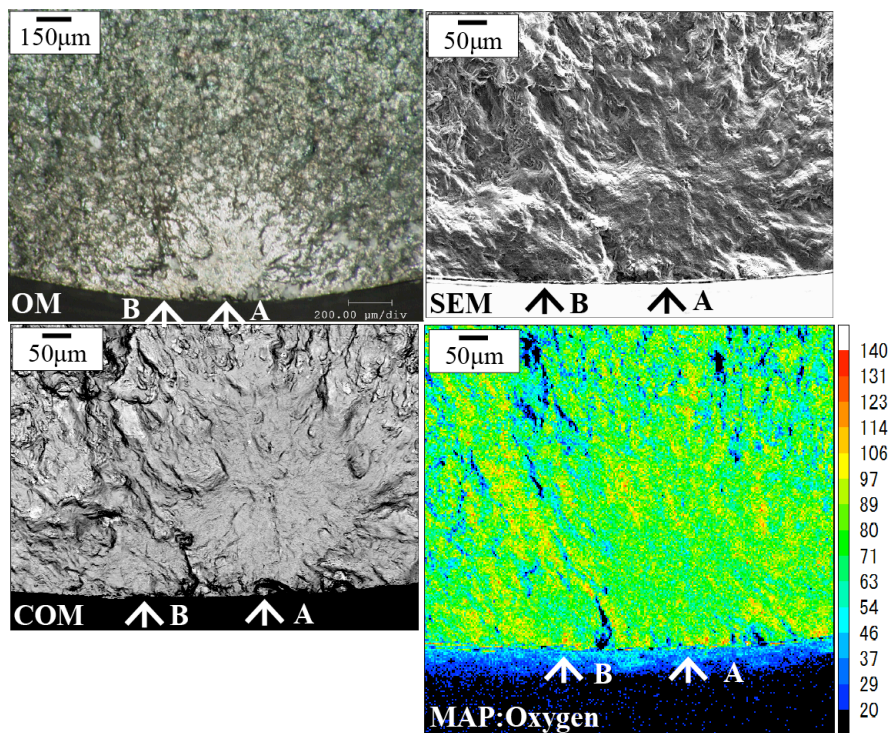 150µm
B
A
OM
200.00 µm/div
50µm
B
A
SEM
50µm
B
A
COM
50µm
B
A
MAP:Oxygen
140
131
123
114
106
97
89
80
71
63
54
46
37
29
20